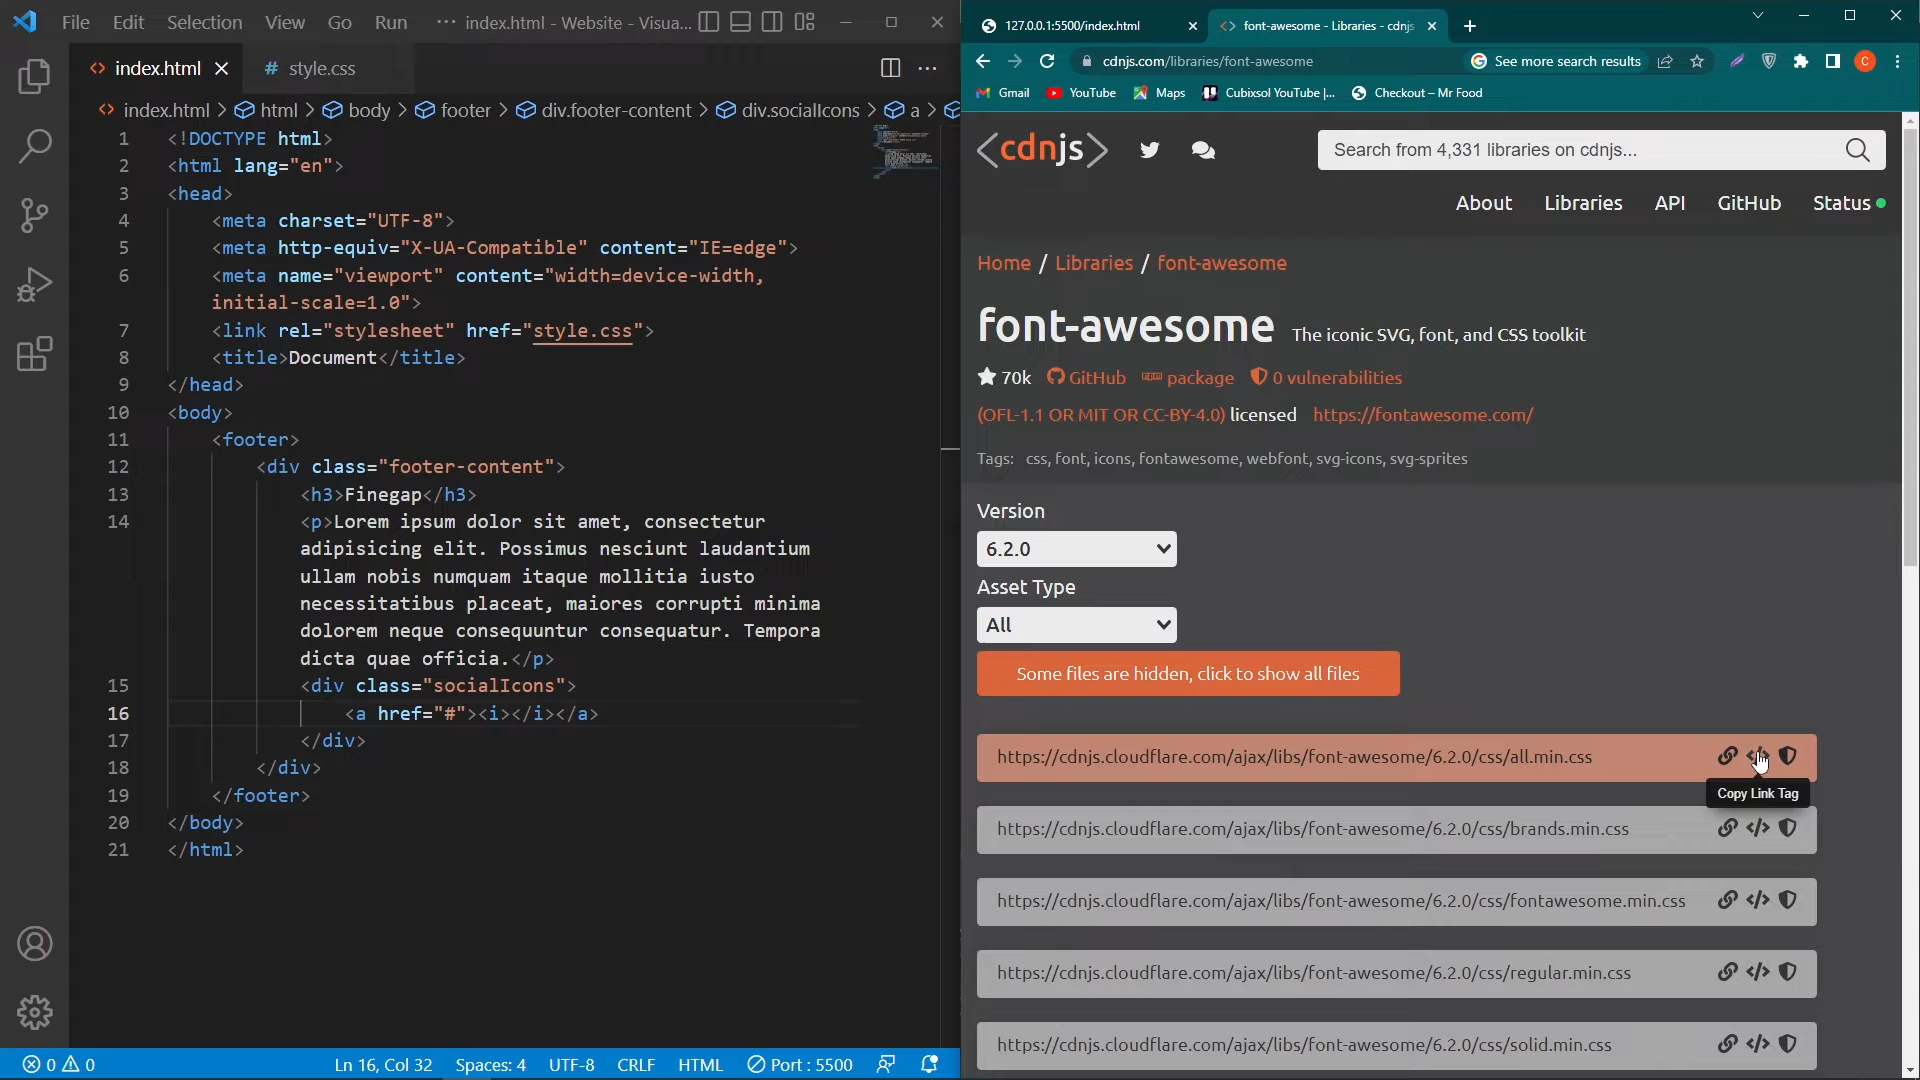 File Edit Selection View Go Run ··· index.html - Website - Visua...
index.html style.css
index.html > html > body > footer > div.footer-content > div.socialIcons > a >
1 <!DOCTYPE html>
2 <html lang="en">
3 <head>
4 <meta charset="UTF-8">
5 <meta http-equiv="X-UA-Compatible" content="IE=edge">
6 <meta name="viewport" content="width=device-width,
initial-scale=1.0">
7 <link rel="stylesheet" href="style.css">
8 <title>Document</title>
9 </head>
10 <body>
11 <footer>
12 <div class="footer-content">
13 <h3>Finegap</h3>
14 <p>Lorem ipsum dolor sit amet, consectetur
adipisicing elit. Possimus nesciunt laudantium
ullam nobis numquam itaque mollitia iusto
necessitatibus placeat, maiores corrupti minima
dolorem neque consequuntur consequatur. Tempora
dicta quae officia.</p>
15 <div class="socialIcons">
16 <a href="#"><i></i></a>
17 </div>
18 </div>
19 </footer>
20 </body>
21 </html>
0 0 Ln 16, Col 32 Spaces: 4 UTF-8 CRLF HTML Port : 5500
127.0.0.1:5500/index.html font-awesome - Libraries - cdnjs
cdnjs.com/libraries/font-awesome See more search results C
Gmail YouTube Maps Cubixsol YouTube |... Checkout – Mr Food
<cdnjs> Search from 4,331 libraries on cdnjs...
About Libraries API GitHub Status
Home / Libraries / font-awesome
font-awesome The iconic SVG, font, and CSS toolkit
70k GitHub package 0 vulnerabilities
(OFL-1.1 OR MIT OR CC-BY-4.0) licensed https://fontawesome.com/
Tags: css, font, icons, fontawesome, webfont, svg-icons, svg-sprites
Version
6.2.0
Asset Type
All
Some files are hidden, click to show all files
https://cdnjs.cloudflare.com/ajax/libs/font-awesome/6.2.0/css/all.min.css
Copy Link Tag
https://cdnjs.cloudflare.com/ajax/libs/font-awesome/6.2.0/css/brands.min.css
https://cdnjs.cloudflare.com/ajax/libs/font-awesome/6.2.0/css/fontawesome.min.css
https://cdnjs.cloudflare.com/ajax/libs/font-awesome/6.2.0/css/regular.min.css
https://cdnjs.cloudflare.com/ajax/libs/font-awesome/6.2.0/css/solid.min.css